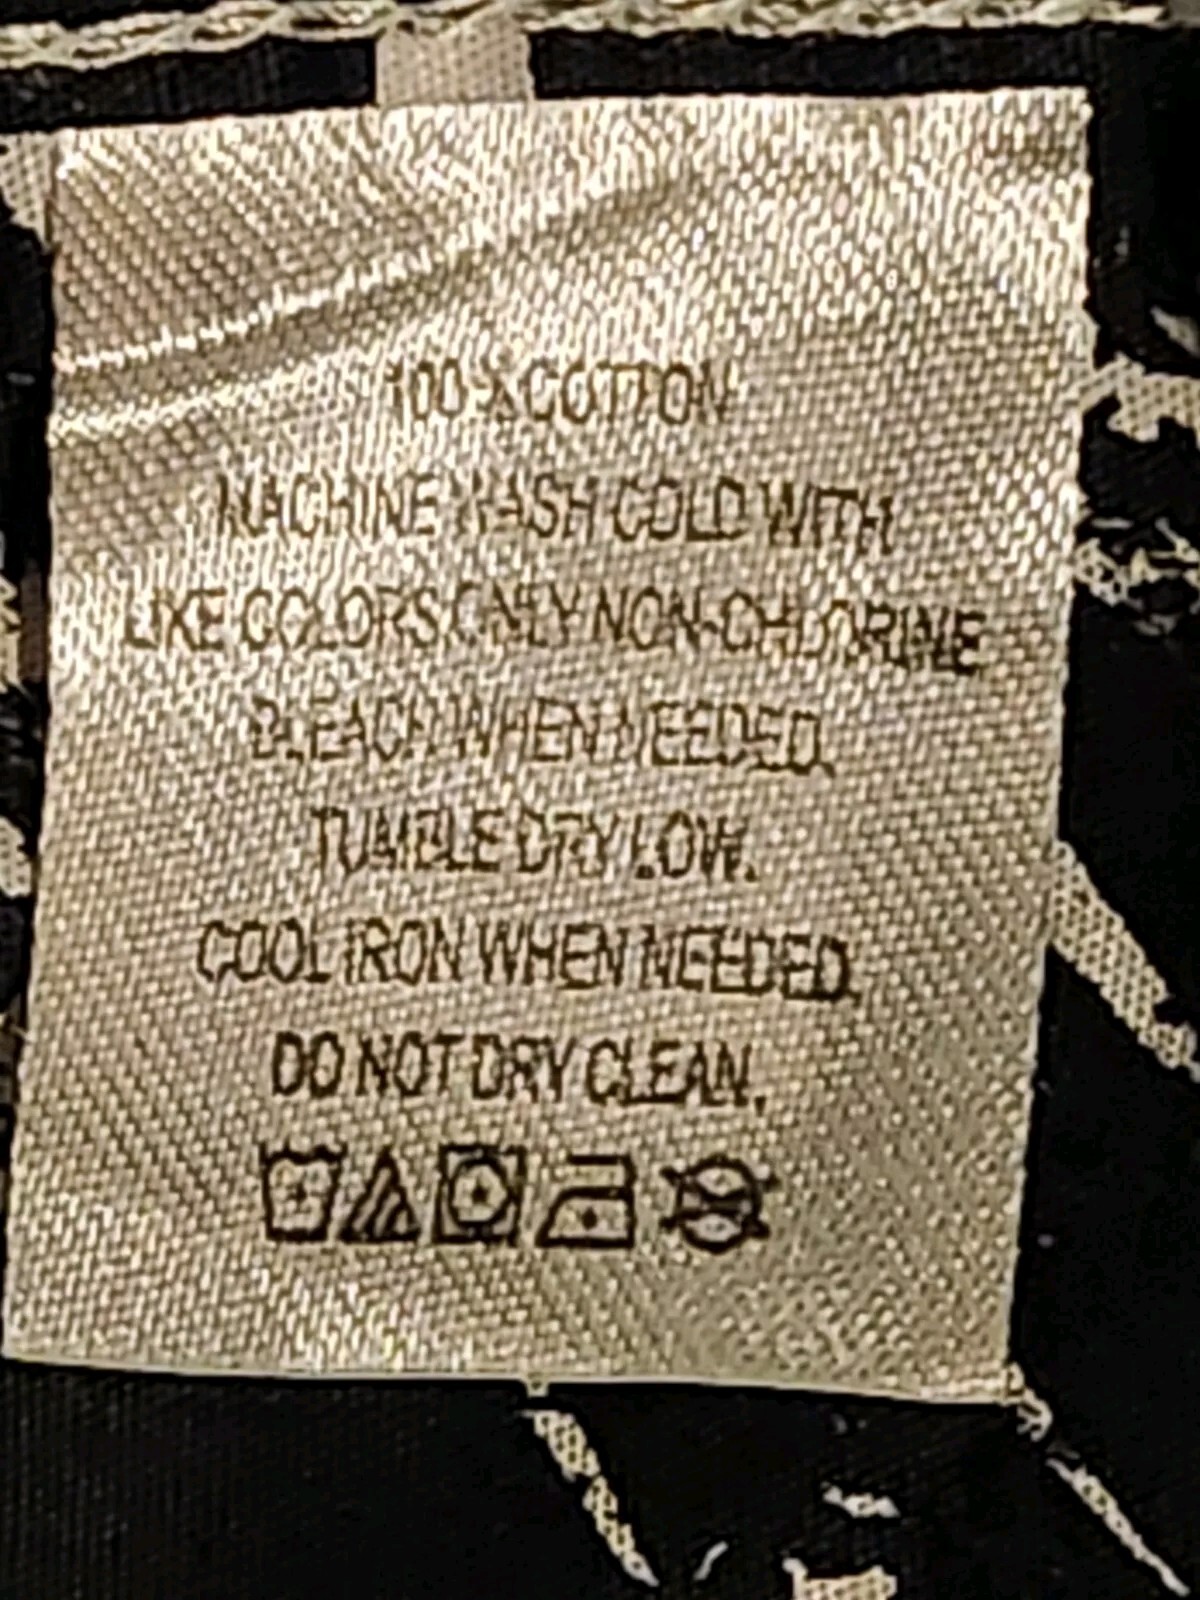 100% COTTON
MACHINE WASH COLD WITH
LIKE COLORS.ONLY NON-CHLORINE
BLEACH WHEN NEEDED.
TUMBLE DRY LOW.
COOL IRON WHEN NEEDED.
DO NOT DRY CLEAN.